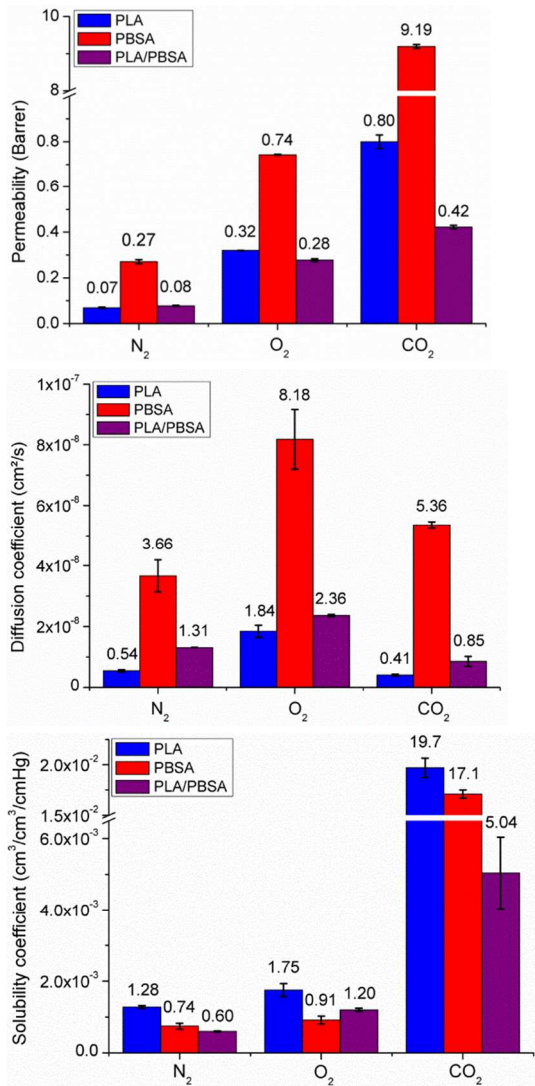 10
9.19
PLA
PBSA
PLA/PBSA
8
Permeability (Barrer)
0.8
0.80
0.74
0.6
0.4
0.42
0.32
0.28
0.27
0.2
0.07
0.08
0.0
N2
O2
CO2
1x10-7
PLA
PBSA
PLA/PBSA
8.18
8x10-8
Diffusion coefficient (cm²/s)
6x10-8
5.36
4x10-8
3.66
2x10-8
2.36
1.84
1.31
0.54
0.85
0.41
0
N2
O2
CO2
PLA
PBSA
PLA/PBSA
19.7
2.0x10-2
17.1
1.5x10-2
Solubility coefficient (cm3/cm3/cmHg)
6.0x10-3
5.04
4.0x10-3
2.0x10-3
1.75
1.28
1.20
0.91
0.74
0.60
0.0
N2
O2
CO2